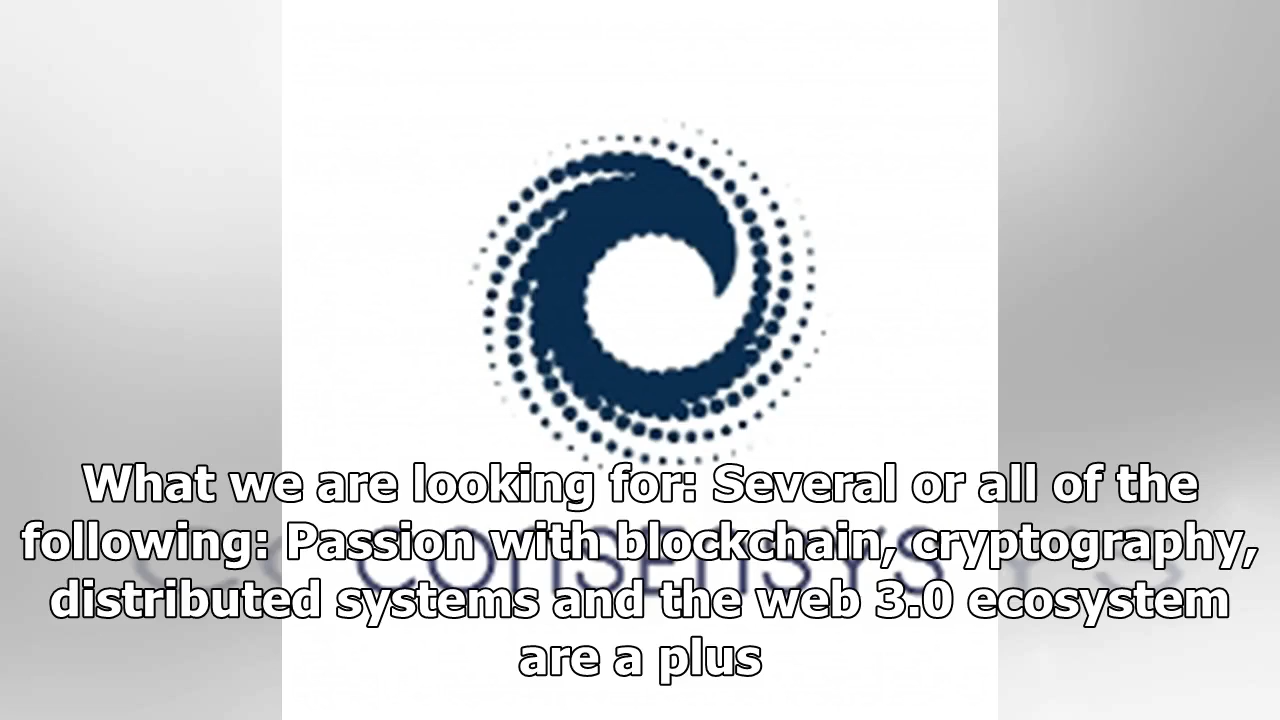 What we are looking for: Several or all of the
following: Passion with blockchain, cryptography,
CONSENSYS
distributed systems and the web 3.0 ecosystem
are a plus